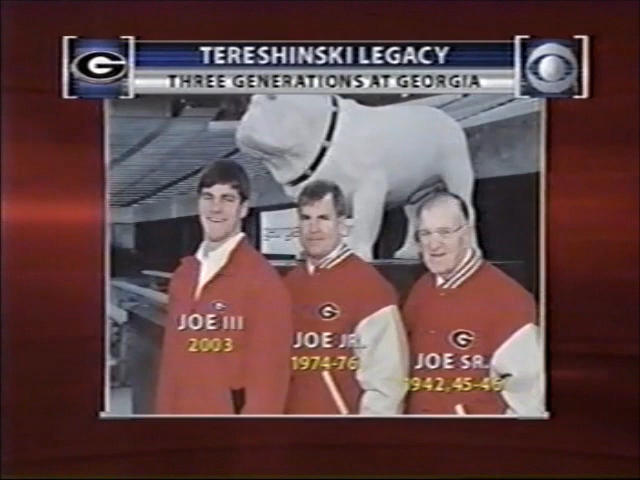 TERESHINSKI LEGACY
THREE GENERATIONS AT GEORGIA
G
JOE III
2003
G
JOE JR.
1974-76
G
JOE SR.
1942,45-46